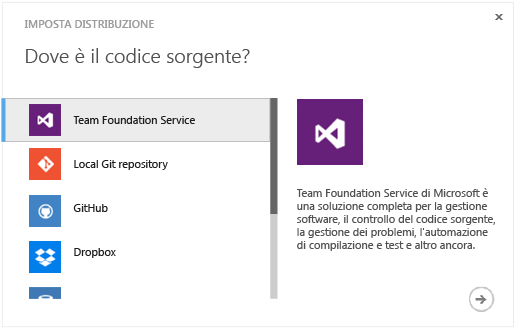 IMPOSTA DISTRIBUZIONE
Dove è il codice sorgente?
Team Foundation Service
Local Git repository
GitHub
Dropbox
Team Foundation Service di Microsoft è
una soluzione completa per la gestione
software, il controllo del codice sorgente,
la gestione dei problemi, l'automazione
di compilazione e test e altro ancora.